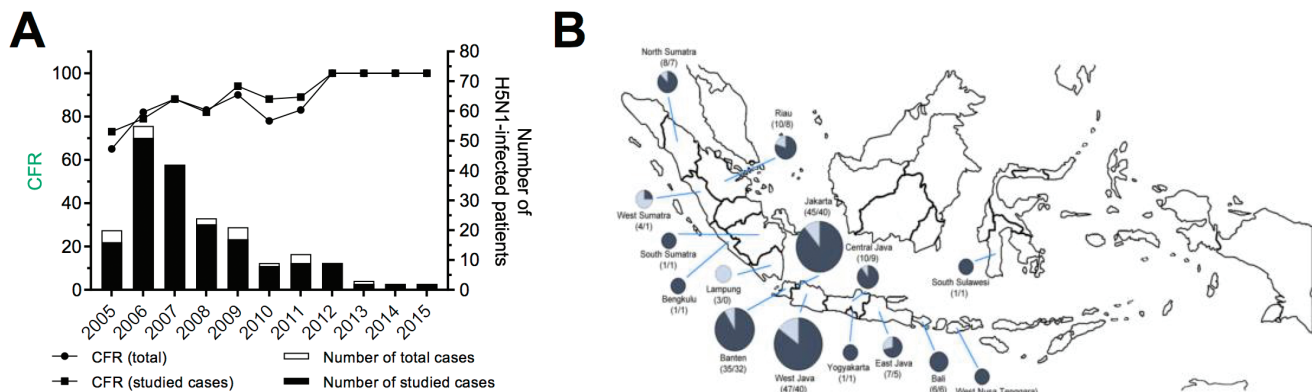 A
B
100
80
60
40
20
0
CFR
80
70
60
50
40
30
20
10
0
Number of
H5N1-infected patients
2005
2006
2007
2008
2009
2010
2011
2012
2013
2014
2015
CFR (total)
Number of total cases
CFR (studied cases)
Number of studied cases
North Sumatra
(8/7)
Riau
(10/8)
West Sumatra
(4/1)
Jakarta
(45/40)
South Sumatra
(1/1)
Central Java
(10/9)
Bengkulu
(1/1)
Lampung
(3/0)
South Sulawesi
(1/1)
Banten
(35/32)
West Java
(47/40)
Yogyakarta
(1/1)
East Java
(7/5)
Bali
(6/6)
West Nusa Tenggara)